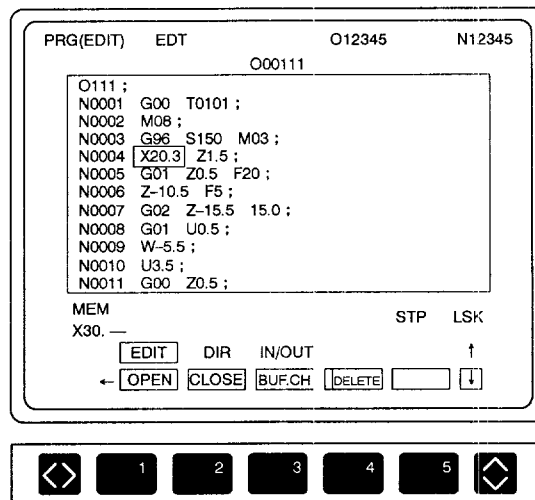 PRG(EDIT) EDT O12345 N12345
O00111
O111 ;
N0001 G00 T0101 ;
N0002 M08 ;
N0003 G96 S150 M03 ;
N0004 X20.3 Z1.5 ;
N0005 G01 Z0.5 F20 ;
N0006 Z–10.5 F5 ;
N0007 G02 Z–15.5 15.0 ;
N0008 G01 U0.5 ;
N0009 W–5.5 ;
N0010 U3.5 ;
N0011 G00 Z0.5 ;
MEM STP LSK
X30. —
EDIT DIR IN/OUT ↑
← OPEN CLOSE BUF.CH DELETE ↓
1 2 3 4 5